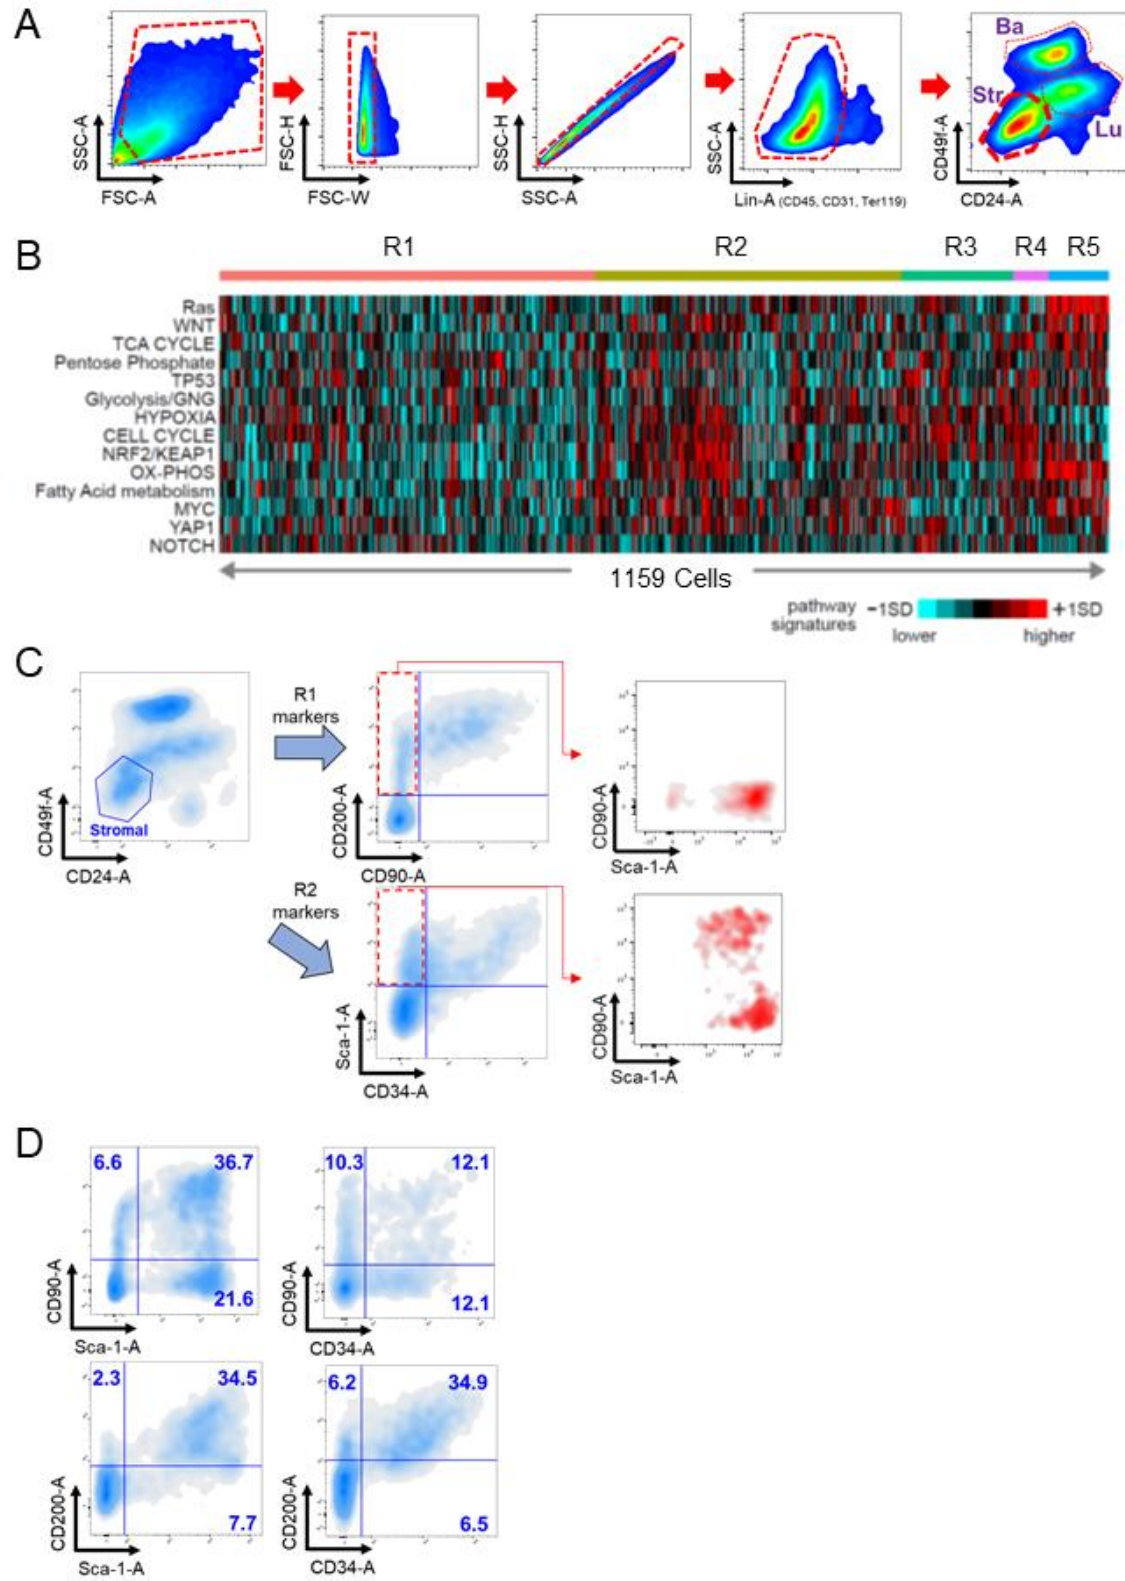 A
SSC-A
FSC-A
FSC-H
FSC-W
SSC-H
SSC-A
SSC-A
Lin-A (CD45, CD31, Ter119)
CD49f-A
CD24-A
Ba
Str
Lu
B
R1 R2 R3 R4 R5
Ras
WNT
TCA CYCLE
Pentose Phosphate
TP53
Glycolysis/GNG
HYPOXIA
CELL CYCLE
NRF2/KEAP1
OX-PHOS
Fatty Acid metabolism
MYC
YAP1
NOTCH
1159 Cells
pathway signatures
-1SD +1SD
lower higher
C
CD49f-A
CD24-A
Stromal
R1
markers
CD200-A
CD90-A
CD90-A
Sca-1-A
R2
markers
Sca-1-A
CD34-A
CD90-A
Sca-1-A
D
6.6 36.7
21.6
CD90-A
Sca-1-A
10.3 12.1
12.1
CD90-A
CD34-A
2.3 34.5
7.7
CD200-A
Sca-1-A
6.2 34.9
6.5
CD200-A
CD34-A